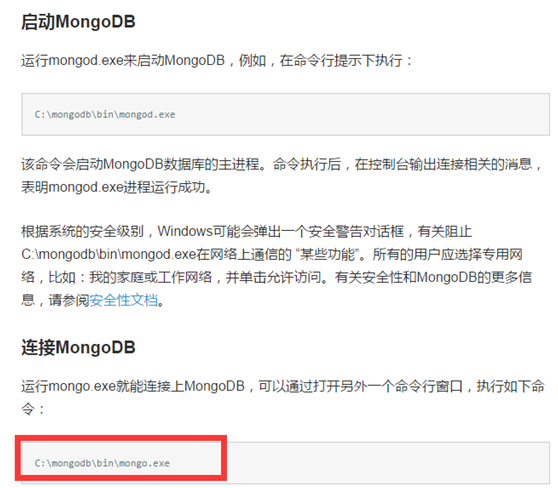 启动MongoDB
运行mongod.exe来启动MongoDB，例如，在命令行提示下执行：
C:\mongodb\bin\mongod.exe
该命令会启动MongoDB数据库的主进程。命令执行后，在控制台输出连接相关的消息，
表明mongod.exe进程运行成功。
根据系统的安全级别，Windows可能会弹出一个安全警告对话框，有关阻止
C:\mongodb\bin\mongod.exe在网络上通信的 “某些功能”。所有的用户应选择专用网
络，比如：我的家庭或工作网络，并单击允许访问。有关安全性和MongoDB的更多信
息，请参阅安全性文档。
连接MongoDB
运行mongo.exe就能连接上MongoDB，可以通过打开另外一个命令行窗口，执行如下命
令：
C:\mongodb\bin\mongo.exe